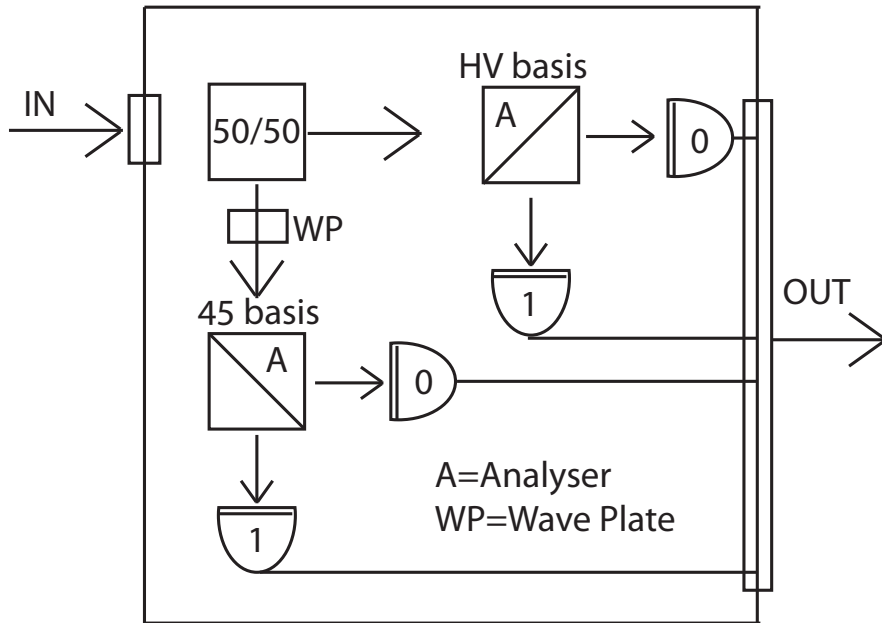 IN
50/50
HV basis
A
0
WP
1
OUT
45 basis
A
0
1
A=Analyser
WP=Wave Plate